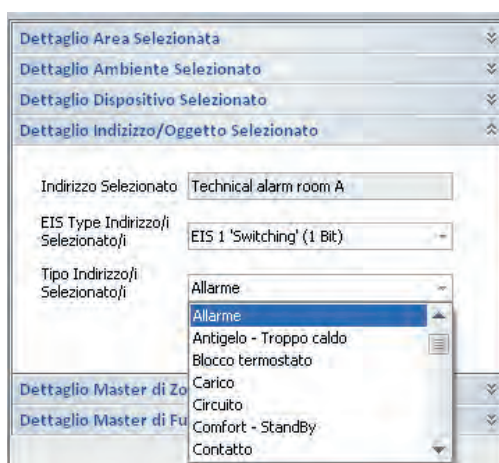 Dettaglio Area Selezionata
Dettaglio Ambiente Selezionato
Dettaglio Dispositivo Selezionato
Dettaglio Indizizzo/Oggetto Selezionato
Indirizzo Selezionato Technical alarm room A
EIS Type Indirizzo/i
Selezionato/i
EIS 1 'Switching' (1 Bit)
Tipo Indirizzo/i
Selezionato/i
Allarme
Allarme
Antigelo - Troppo caldo
Blocco termostato
Carico
Circuito
Comfort - StandBy
Contatto
Dettaglio Master di Zo
Dettaglio Master di Fu